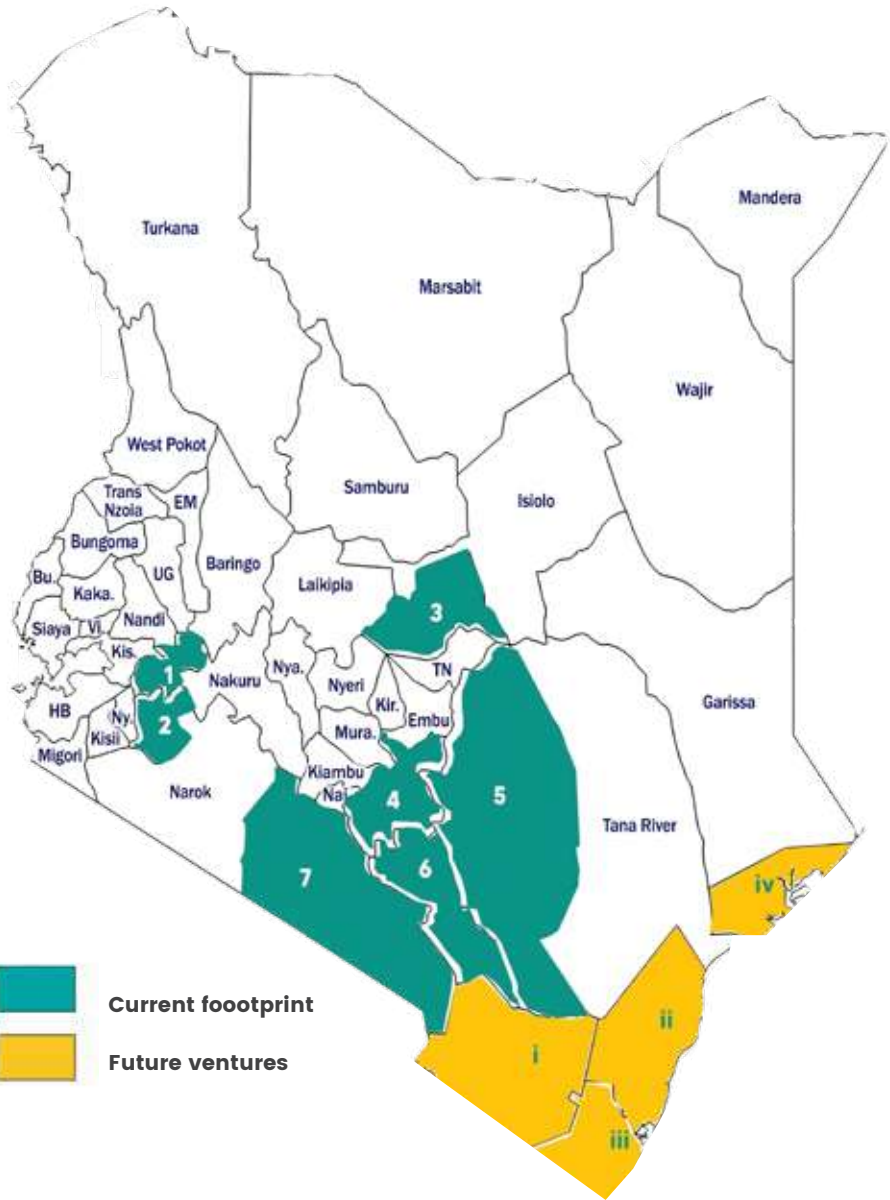 Mandera
Turkana
Marsabit
Wajir
West Pokot
Samburu
Trans
Nzoia
EM
Isiolo
Bungoma
Baringo
UG
Bu.
Laikipia
Kaka.
3
Siaya
Vi.
Nandi
Kis.
1
TN
Nakuru
Nya.
Nyeri
Garissa
HB
Ny.
Kir.
Embu
2
Kisii
Mura.
Migori
Kiambu
Narok
Nai
4
5
Tana River
7
6
iv
Current foootprint
ii
Future ventures
i
iii